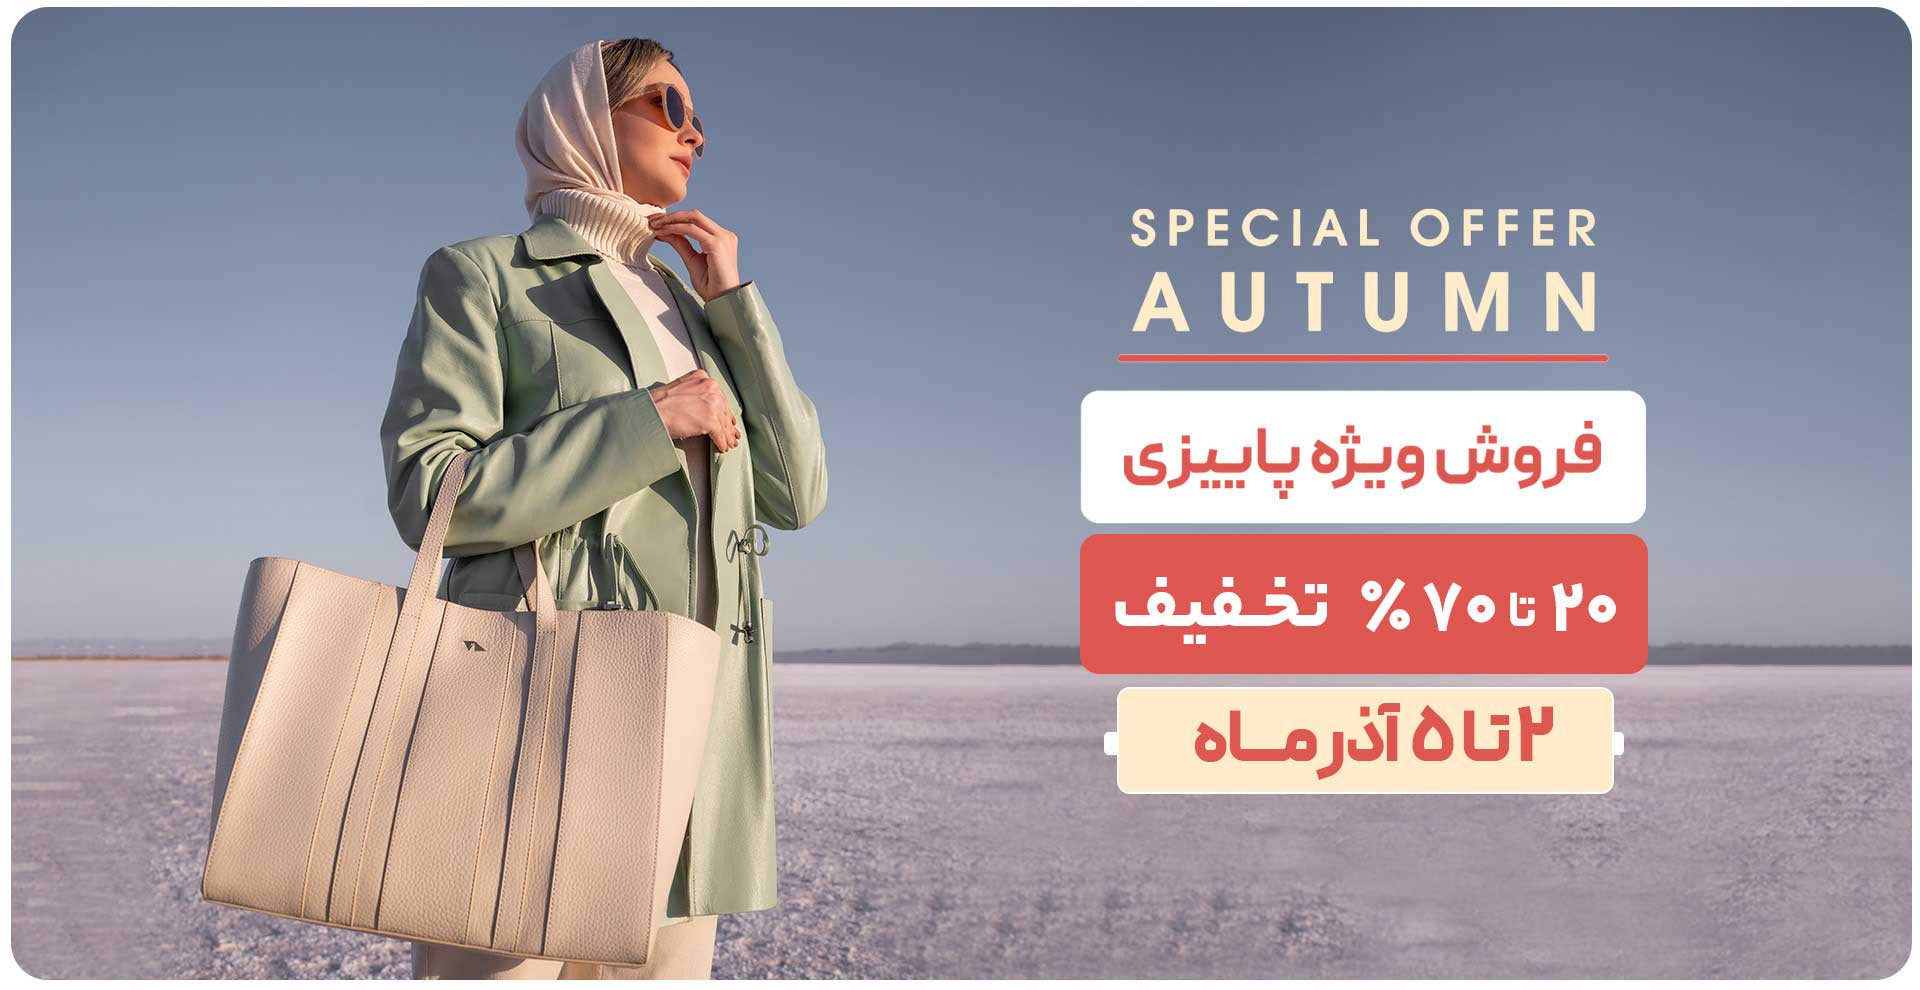 SPECIAL OFFER
AUTUMN
فروش ویژه پاییزی
۲۰ تا ۷۰ % تخفیف
۲ تا ۵ آذر ماه